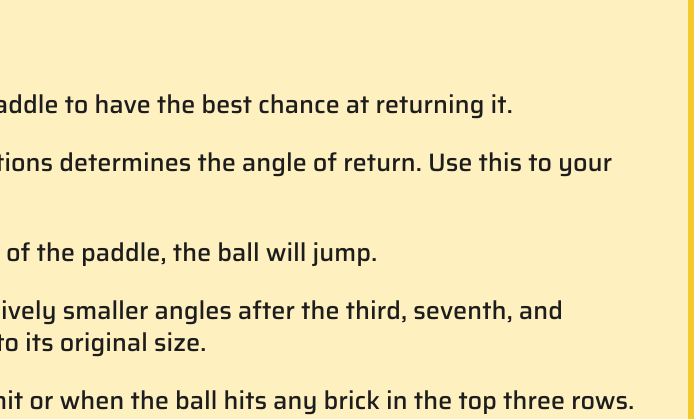 addle to have the best chance at returning it.
tions determines the angle of return. Use this to your
of the paddle, the ball will jump.
ively smaller angles after the third, seventh, and
to its original size.
hit or when the ball hits any brick in the top three rows.